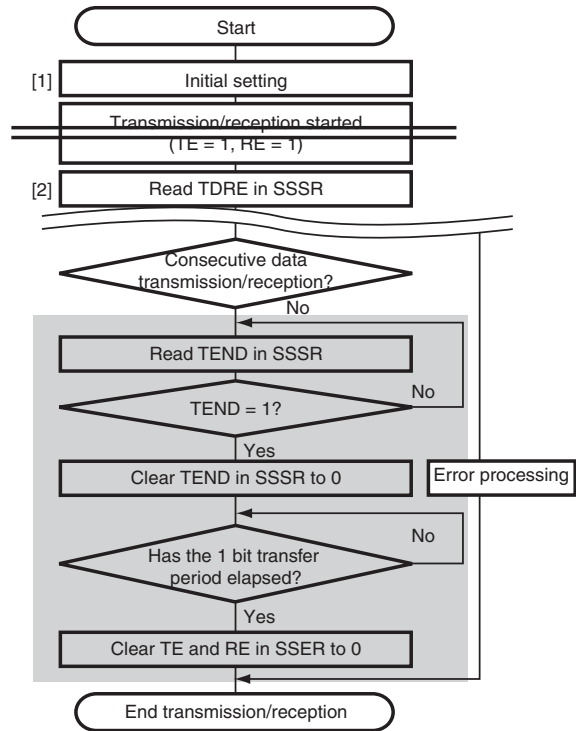 Start
[1]
Initial setting
Transmission/reception started
(TE = 1, RE = 1)
[2]
Read TDRE in SSSR
Consecutive data
transmission/reception?
No
Read TEND in SSSR
No
TEND = 1?
Yes
Clear TEND in SSSR to 0
Error processing
No
Has the 1 bit transfer
period elapsed?
Yes
Clear TE and RE in SSER to 0
End transmission/reception